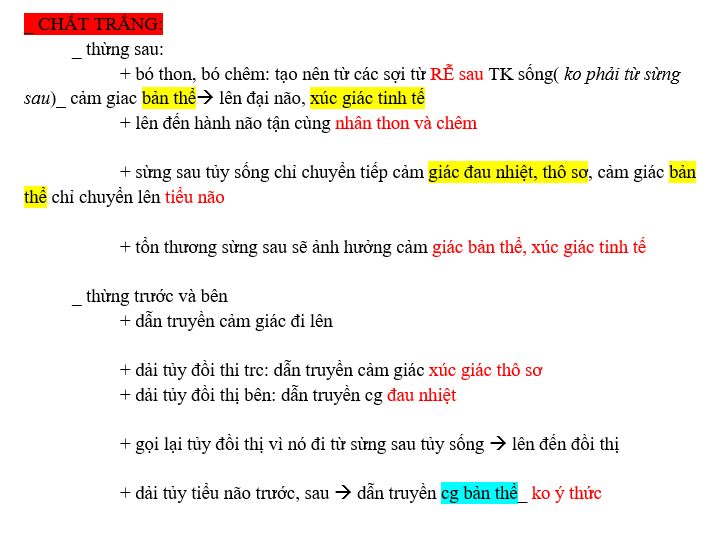 _ CHẤT TRẮNG:
_ thừng sau:
+ bó thon, bó chêm: tạo nên từ các sợi từ RỄ sau TK sống( ko phải từ sừng
sau)_ cảm giac bản thể→ lên đại não, xúc giác tinh tế
+ lên đến hành não tận cùng nhân thon và chêm
+ sừng sau tủy sống chỉ chuyển tiếp cảm giác đau nhiệt, thô sơ, cảm giác bản
thể chỉ chuyển lên tiểu não
+ tổn thương sừng sau sẽ ảnh hưởng cảm giác bản thể, xúc giác tinh tế
_ thừng trước và bên
+ dẫn truyền cảm giác đi lên
+ dải tủy đồi thi trc: dẫn truyền cảm giác xúc giác thô sơ
+ dải tủy đồi thị bên: dẫn truyền cg đau nhiệt
+ gọi lại tủy đồi thị vì nó đi từ sừng sau tủy sống → lên đến đồi thị
+ dải tủy tiểu não trước, sau → dẫn truyền cg bản thể_ ko ý thức